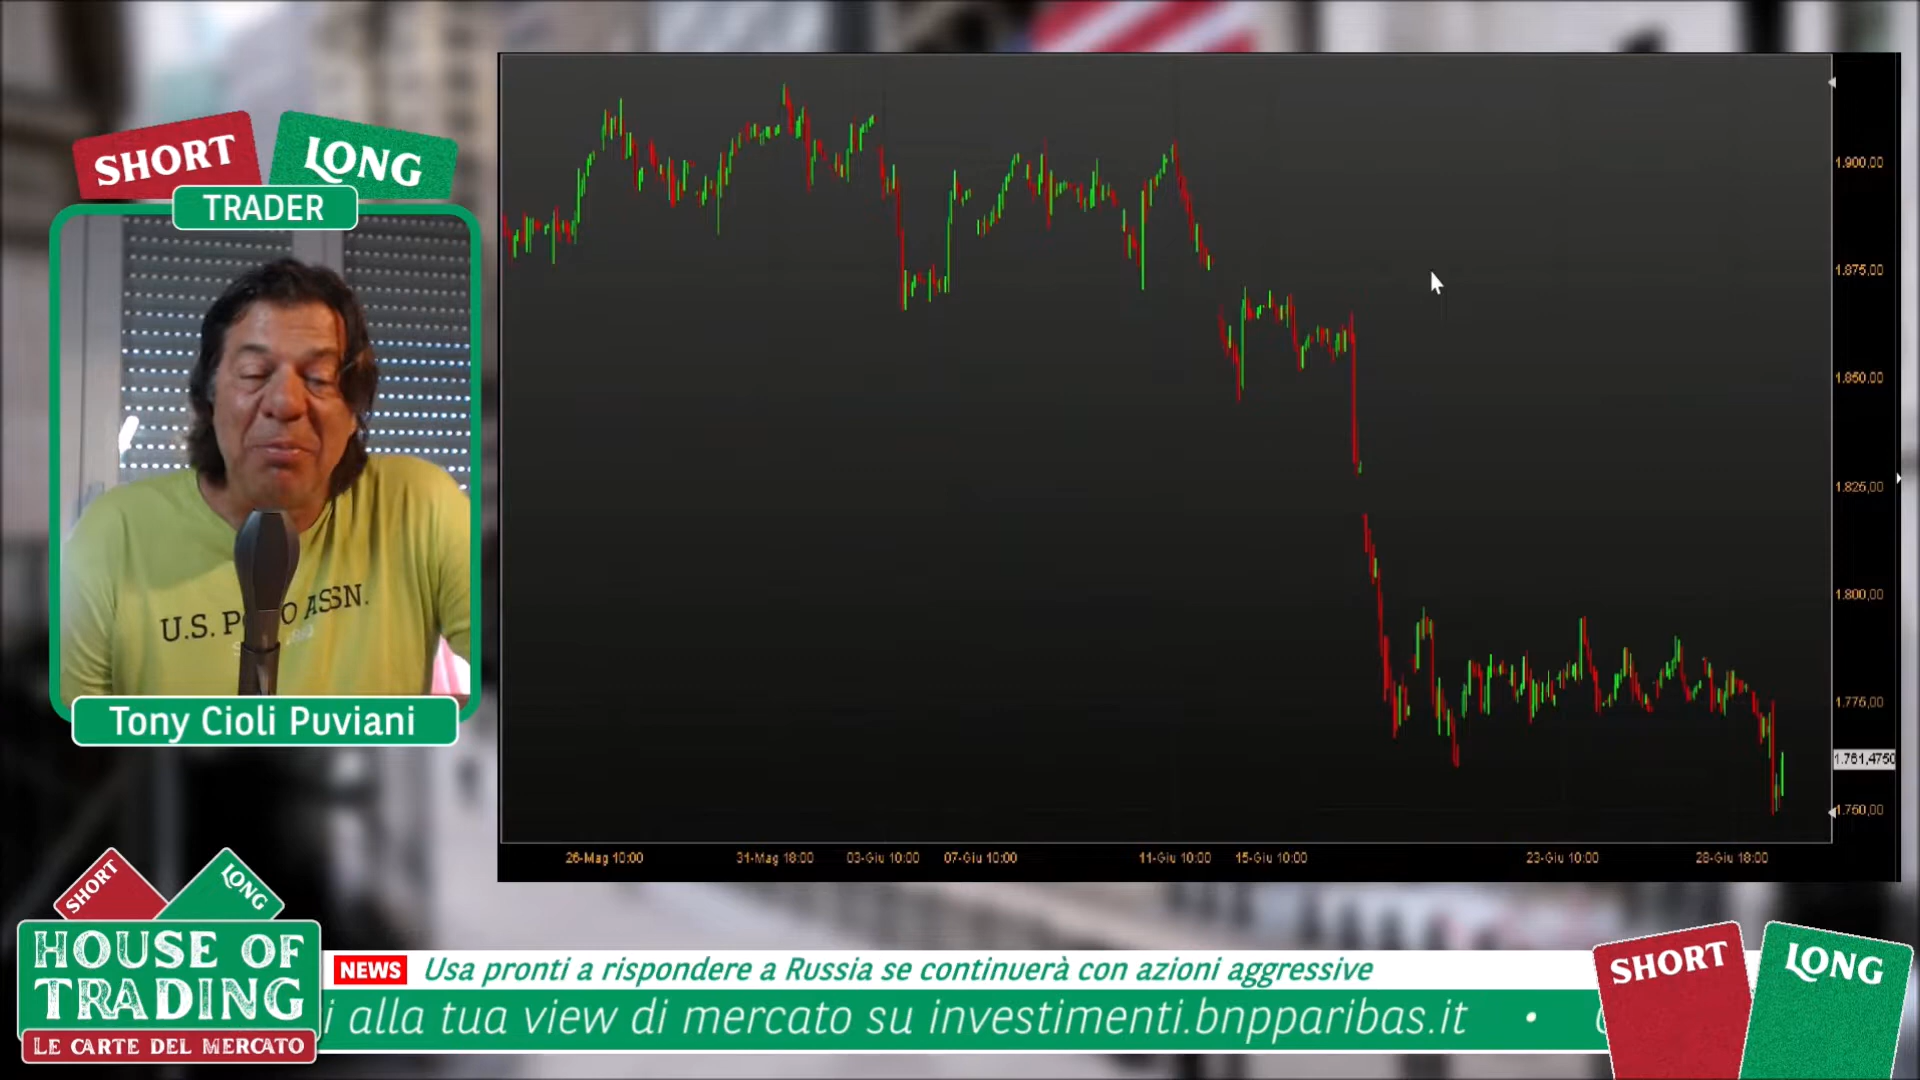 SHORT
LONG
TRADER
U.S. P
O ASSN.
Tony Cioli Puviani
1.900,00
1.875,00
1.850,00
1.825,00
1.800,00
1.775,00
1.761,4750
1.750,00
26-Mag 10:00
31-Mag 18:00
03-Giu 10:00
07-Giu 10:00
11-Giu 10:00
15-Giu 10:00
23-Giu 10:00
28-Giu 18:00
SHORT
LONG
HOUSE OF
TRADING
LE CARTE DEL MERCATO
NEWS Usa pronti a rispondere a Russia se continuerà con azioni aggressive
i alla tua view di mercato su investimenti.bnpparibas.it •
SHORT
LONG